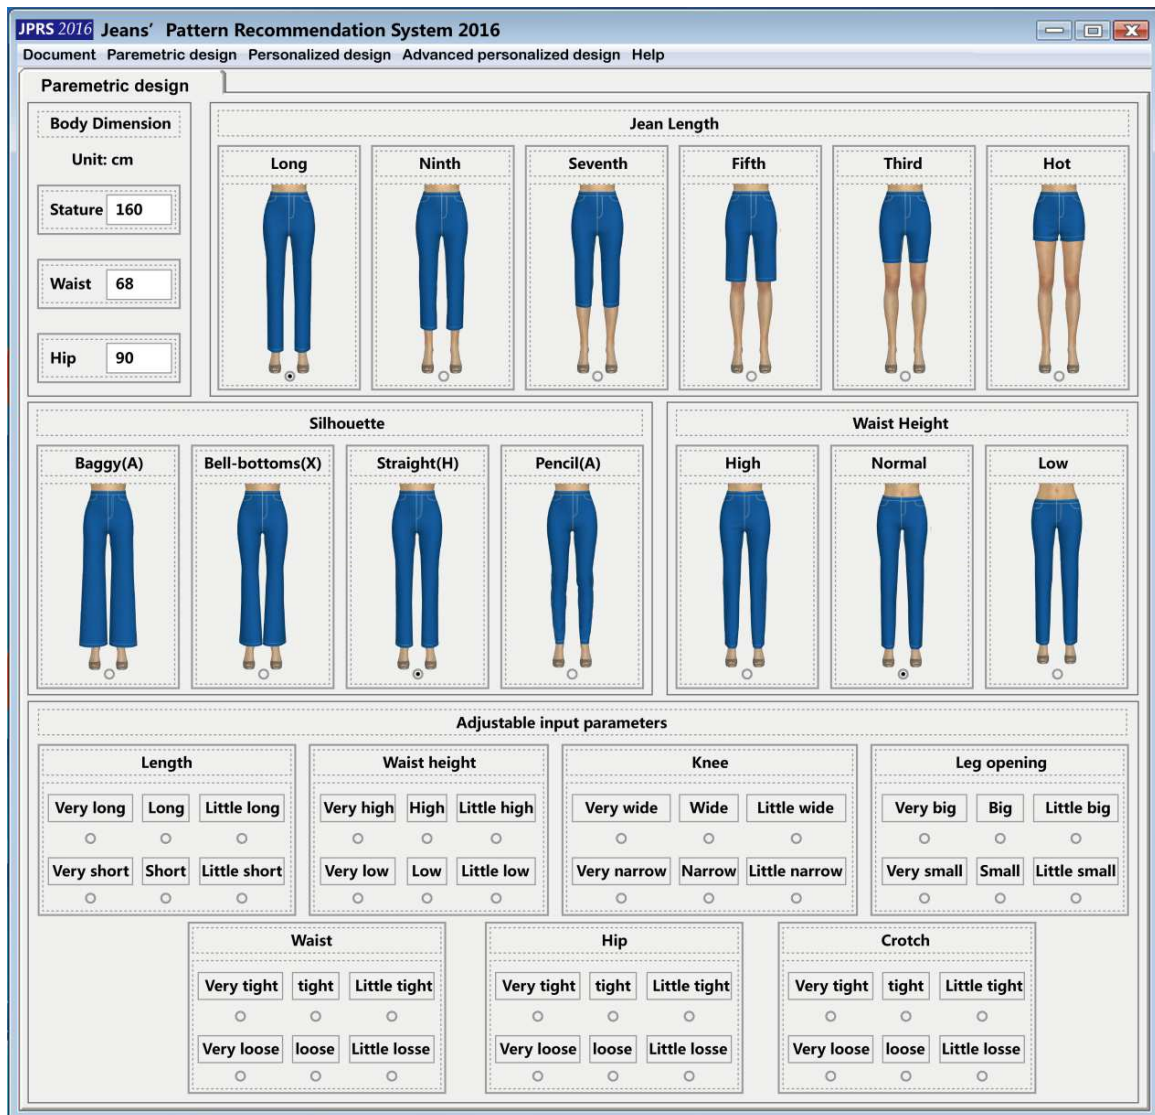 JPRS 2016 Jeans' Pattern Recommendation System 2016
Document Paremetric design Personalized design Advanced personalized design Help
Paremetric design
Body Dimension
Unit: cm
Stature 160
Waist 68
Hip 90
Jean Length
Long Ninth Seventh Fifth Third Hot
Silhouette
Baggy(A) Bell-bottoms(X) Straight(H) Pencil(A)
Waist Height
High Normal Low
Adjustable input parameters
Length
Very long Long Little long
Very short Short Little short
Waist height
Very high High Little high
Very low Low Little low
Knee
Very wide Wide Little wide
Very narrow Narrow Little narrow
Leg opening
Very big Big Little big
Very small Small Little small
Waist
Very tight tight Little tight
Very loose loose Little losse
Hip
Very tight tight Little tight
Very loose loose Little losse
Crotch
Very tight tight Little tight
Very loose loose Little losse